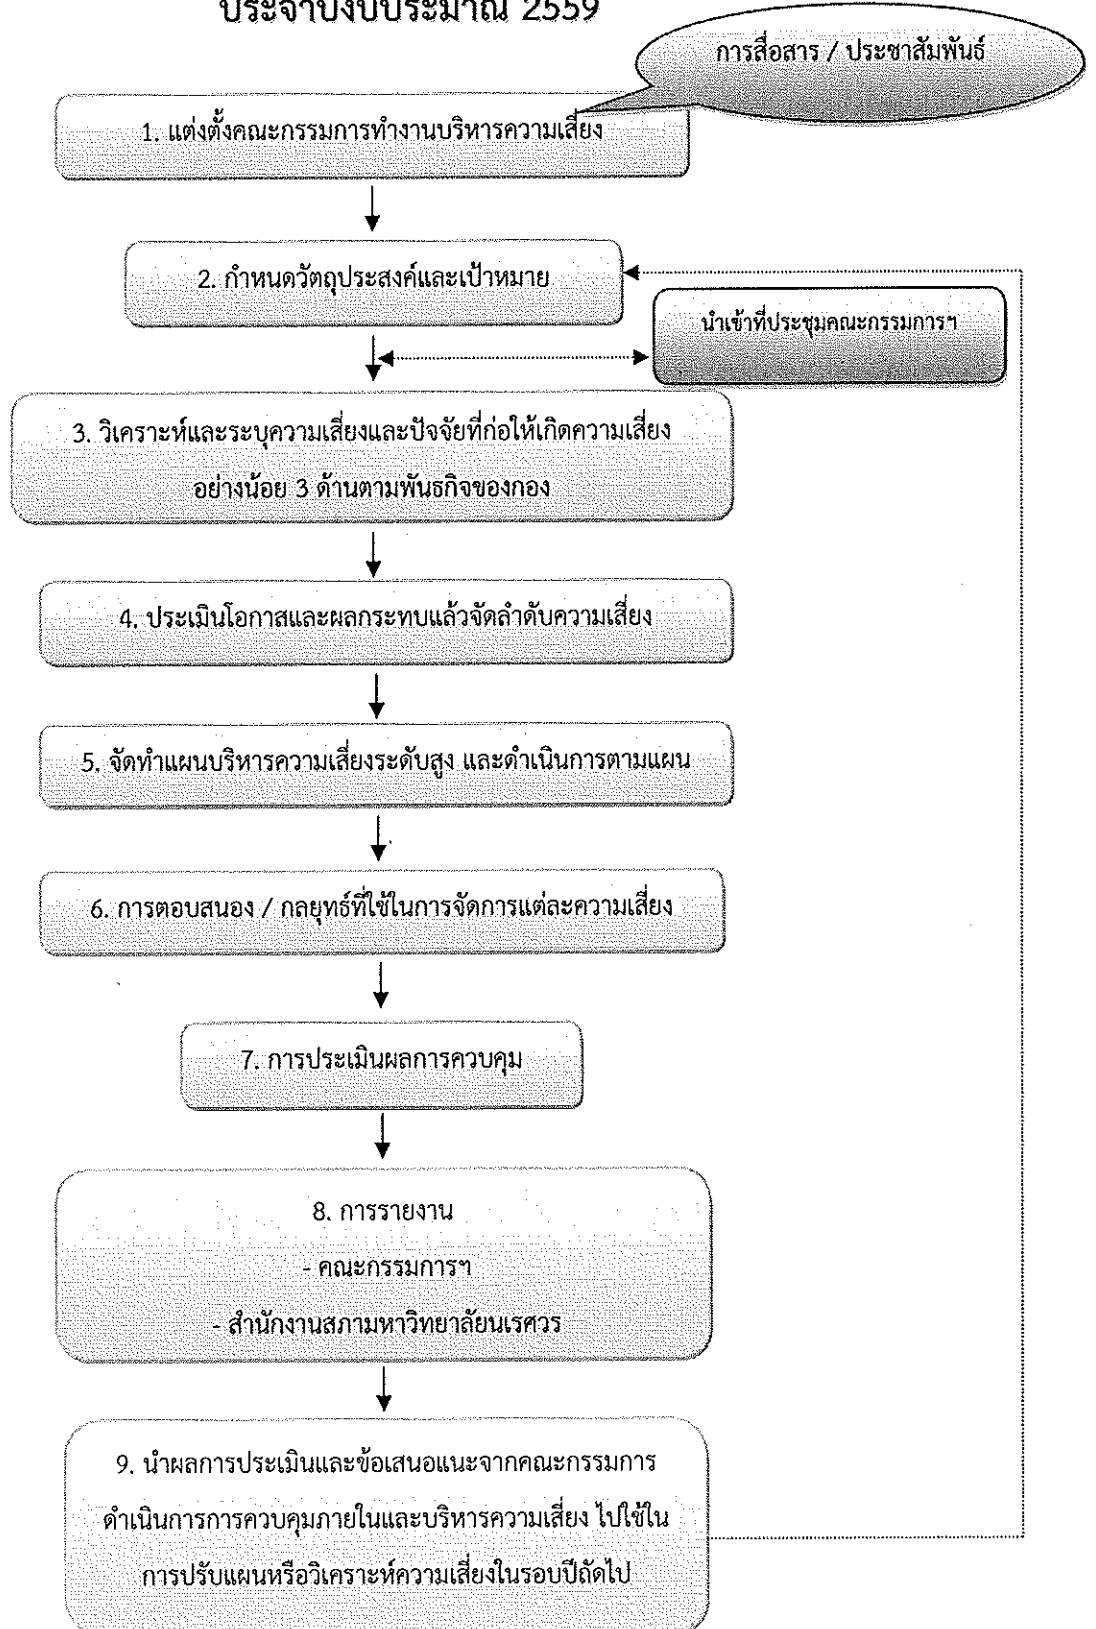 ประจำปีงบประมาณ 2559
การสื่อสาร / ประชาสัมพันธ์
1. แต่งตั้งคณะกรรมการทำงานบริหารความเสี่ยง
2. กำหนดวัตถุประสงค์และเป้าหมาย
นำเข้าที่ประชุมคณะกรรมการฯ
3. วิเคราะห์และระบุความเสี่ยงและปัจจัยที่ก่อให้เกิดความเสี่ยง
อย่างน้อย 3 ด้านตามพันธกิจของกอง
4. ประเมินโอกาสและผลกระทบแล้วจัดลำดับความเสี่ยง
5. จัดทำแผนบริหารความเสี่ยงระดับสูง และดำเนินการตามแผน
6. การตอบสนอง / กลยุทธ์ที่ใช้ในการจัดการแต่ละความเสี่ยง
7. การประเมินผลการควบคุม
8. การรายงาน
- คณะกรรมการฯ
- สำนักงานสภามหาวิทยาลัยนเรศวร
9. นำผลการประเมินและข้อเสนอแนะจากคณะกรรมการ
ดำเนินการการควบคุมภายในและบริหารความเสี่ยง ไปใช้ใน
การปรับแผนหรือวิเคราะห์ความเสี่ยงในรอบปีถัดไป